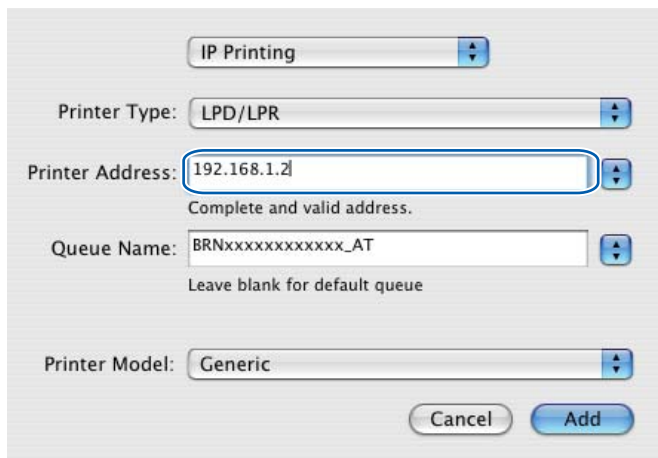 IP Printing
Printer Type: LPD/LPR
Printer Address: 192.168.1.2
Complete and valid address.
Queue Name: BRNxxxxxxxxxxxx_AT
Leave blank for default queue
Printer Model: Generic
Cancel Add